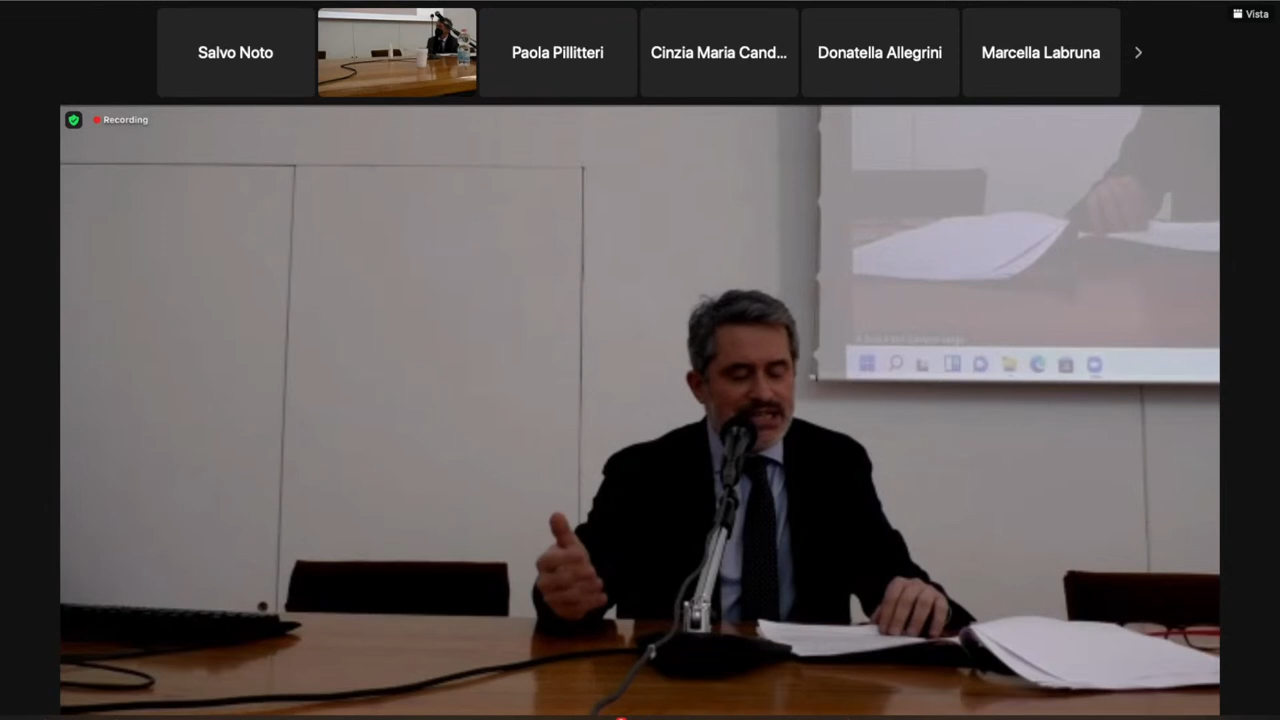 Vista
Salvo Noto
Paola Pillitteri
Cinzia Maria Cand...
Donatella Allegrini
Marcella Labruna
Recording